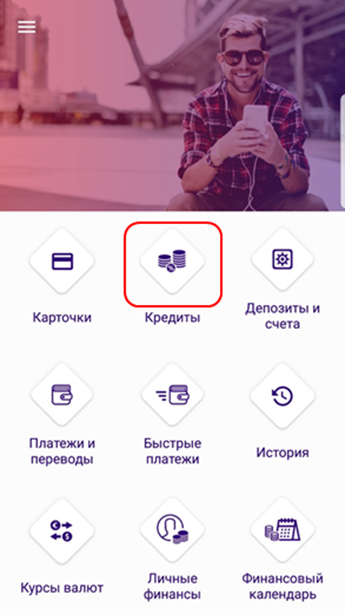 Карточки
Кредиты
Депозиты и
счета
Платежи и
переводы
Быстрые
платежи
История
Курсы валют
Личные
финансы
Финансовый
календарь